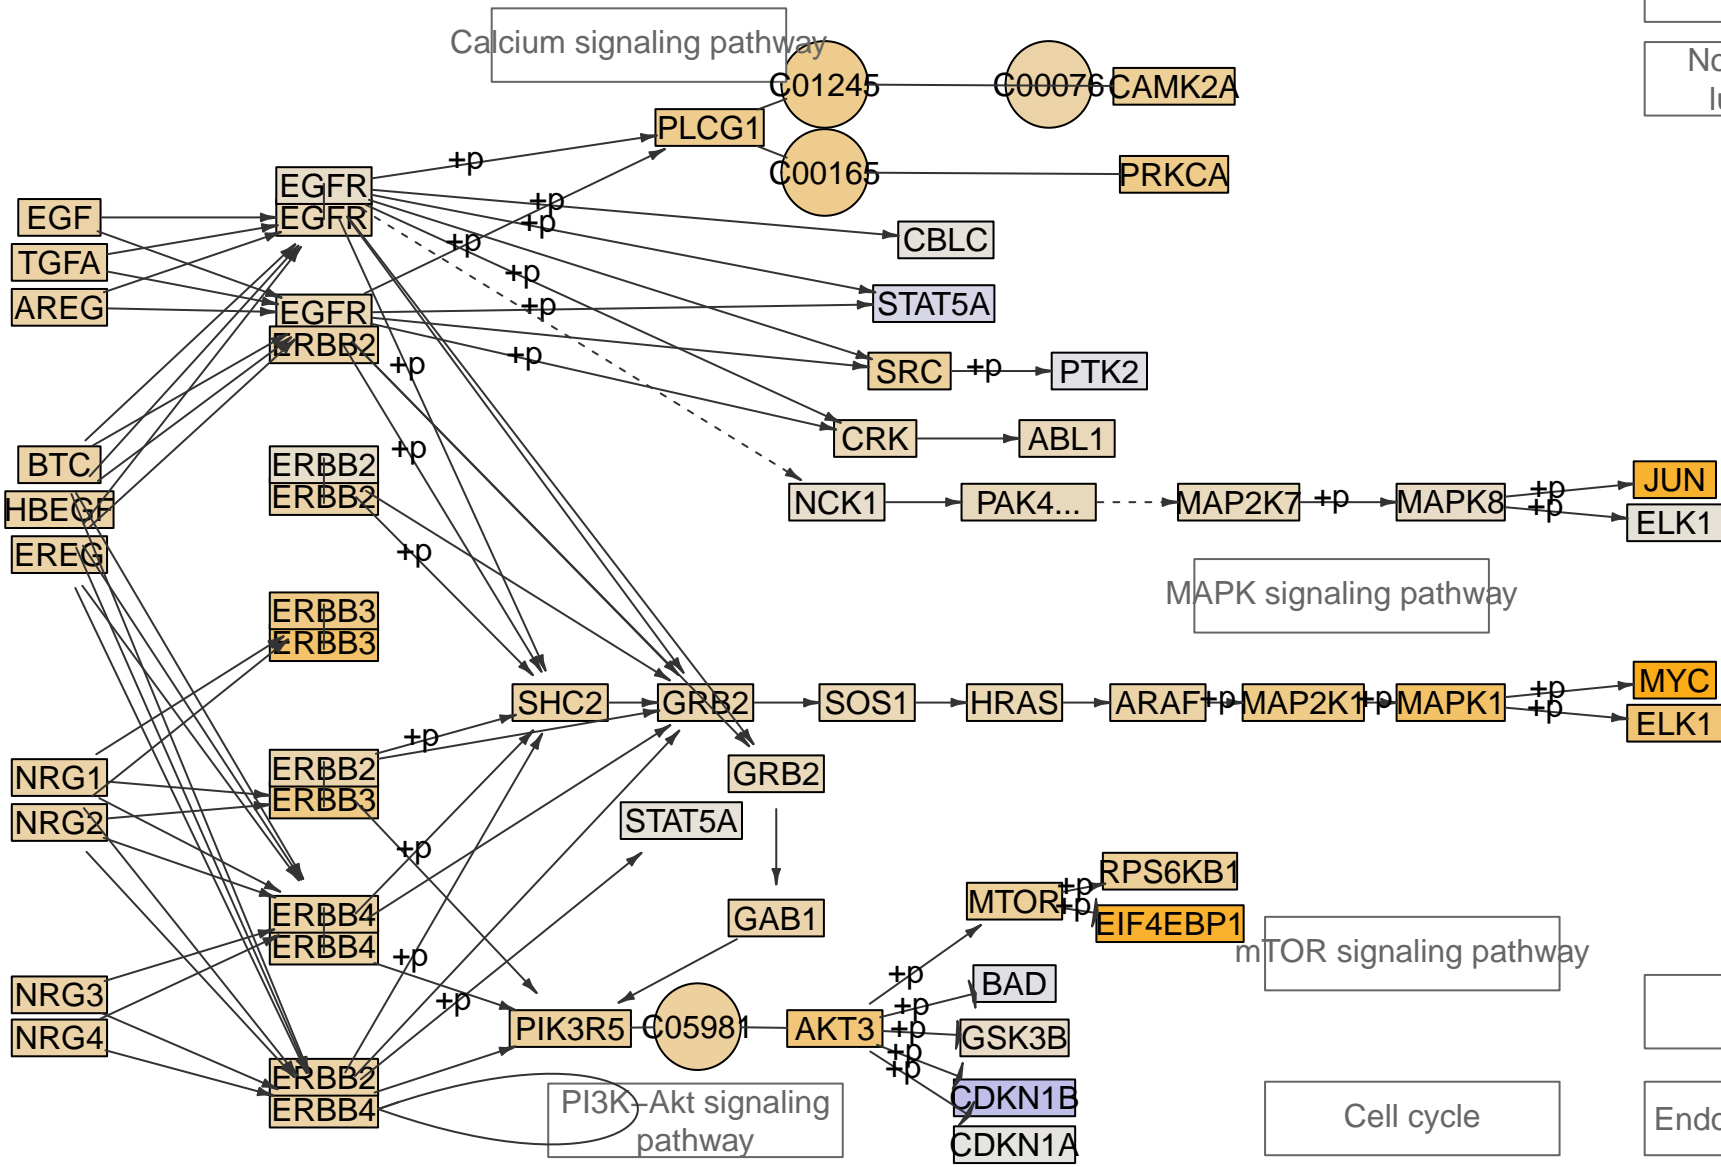 Calcium signaling pathway
No
lu
C01245
C00076
CAMK2A
PLCG1
C00165
PRKCA
+p
EGFR
EGFR
EGF
TGFA
AREG
+p
+p
+p
+p
+p
+p
+p
CBLC
STAT5A
EGFR
ERBB2
SRC
+p
PTK2
CRK
ABL1
+p
BTC
HBEGF
EREG
ERBB2
ERBB2
NCK1
PAK4...
MAP2K7
+p
MAPK8
+p
+p
JUN
ELK1
+p
MAPK signaling pathway
ERBB3
ERBB3
SHC2
GRB2
SOS1
HRAS
ARAF
+p
MAP2K1
+p
MAPK1
+p
+p
MYC
ELK1
+p
NRG1
NRG2
ERBB2
ERBB3
GRB2
STAT5A
+p
GAB1
MTOR
+p
+p
RPS6KB1
EIF4EBP1
mTOR signaling pathway
ERBB4
ERBB4
+p
+p
NRG3
NRG4
PIK3R5
C05981
AKT3
+p
+p
+p
+p
+p
BAD
GSK3B
CDKN1B
CDKN1A
ERBB2
ERBB4
PI3K–Akt signaling
pathway
Cell cycle
Endo